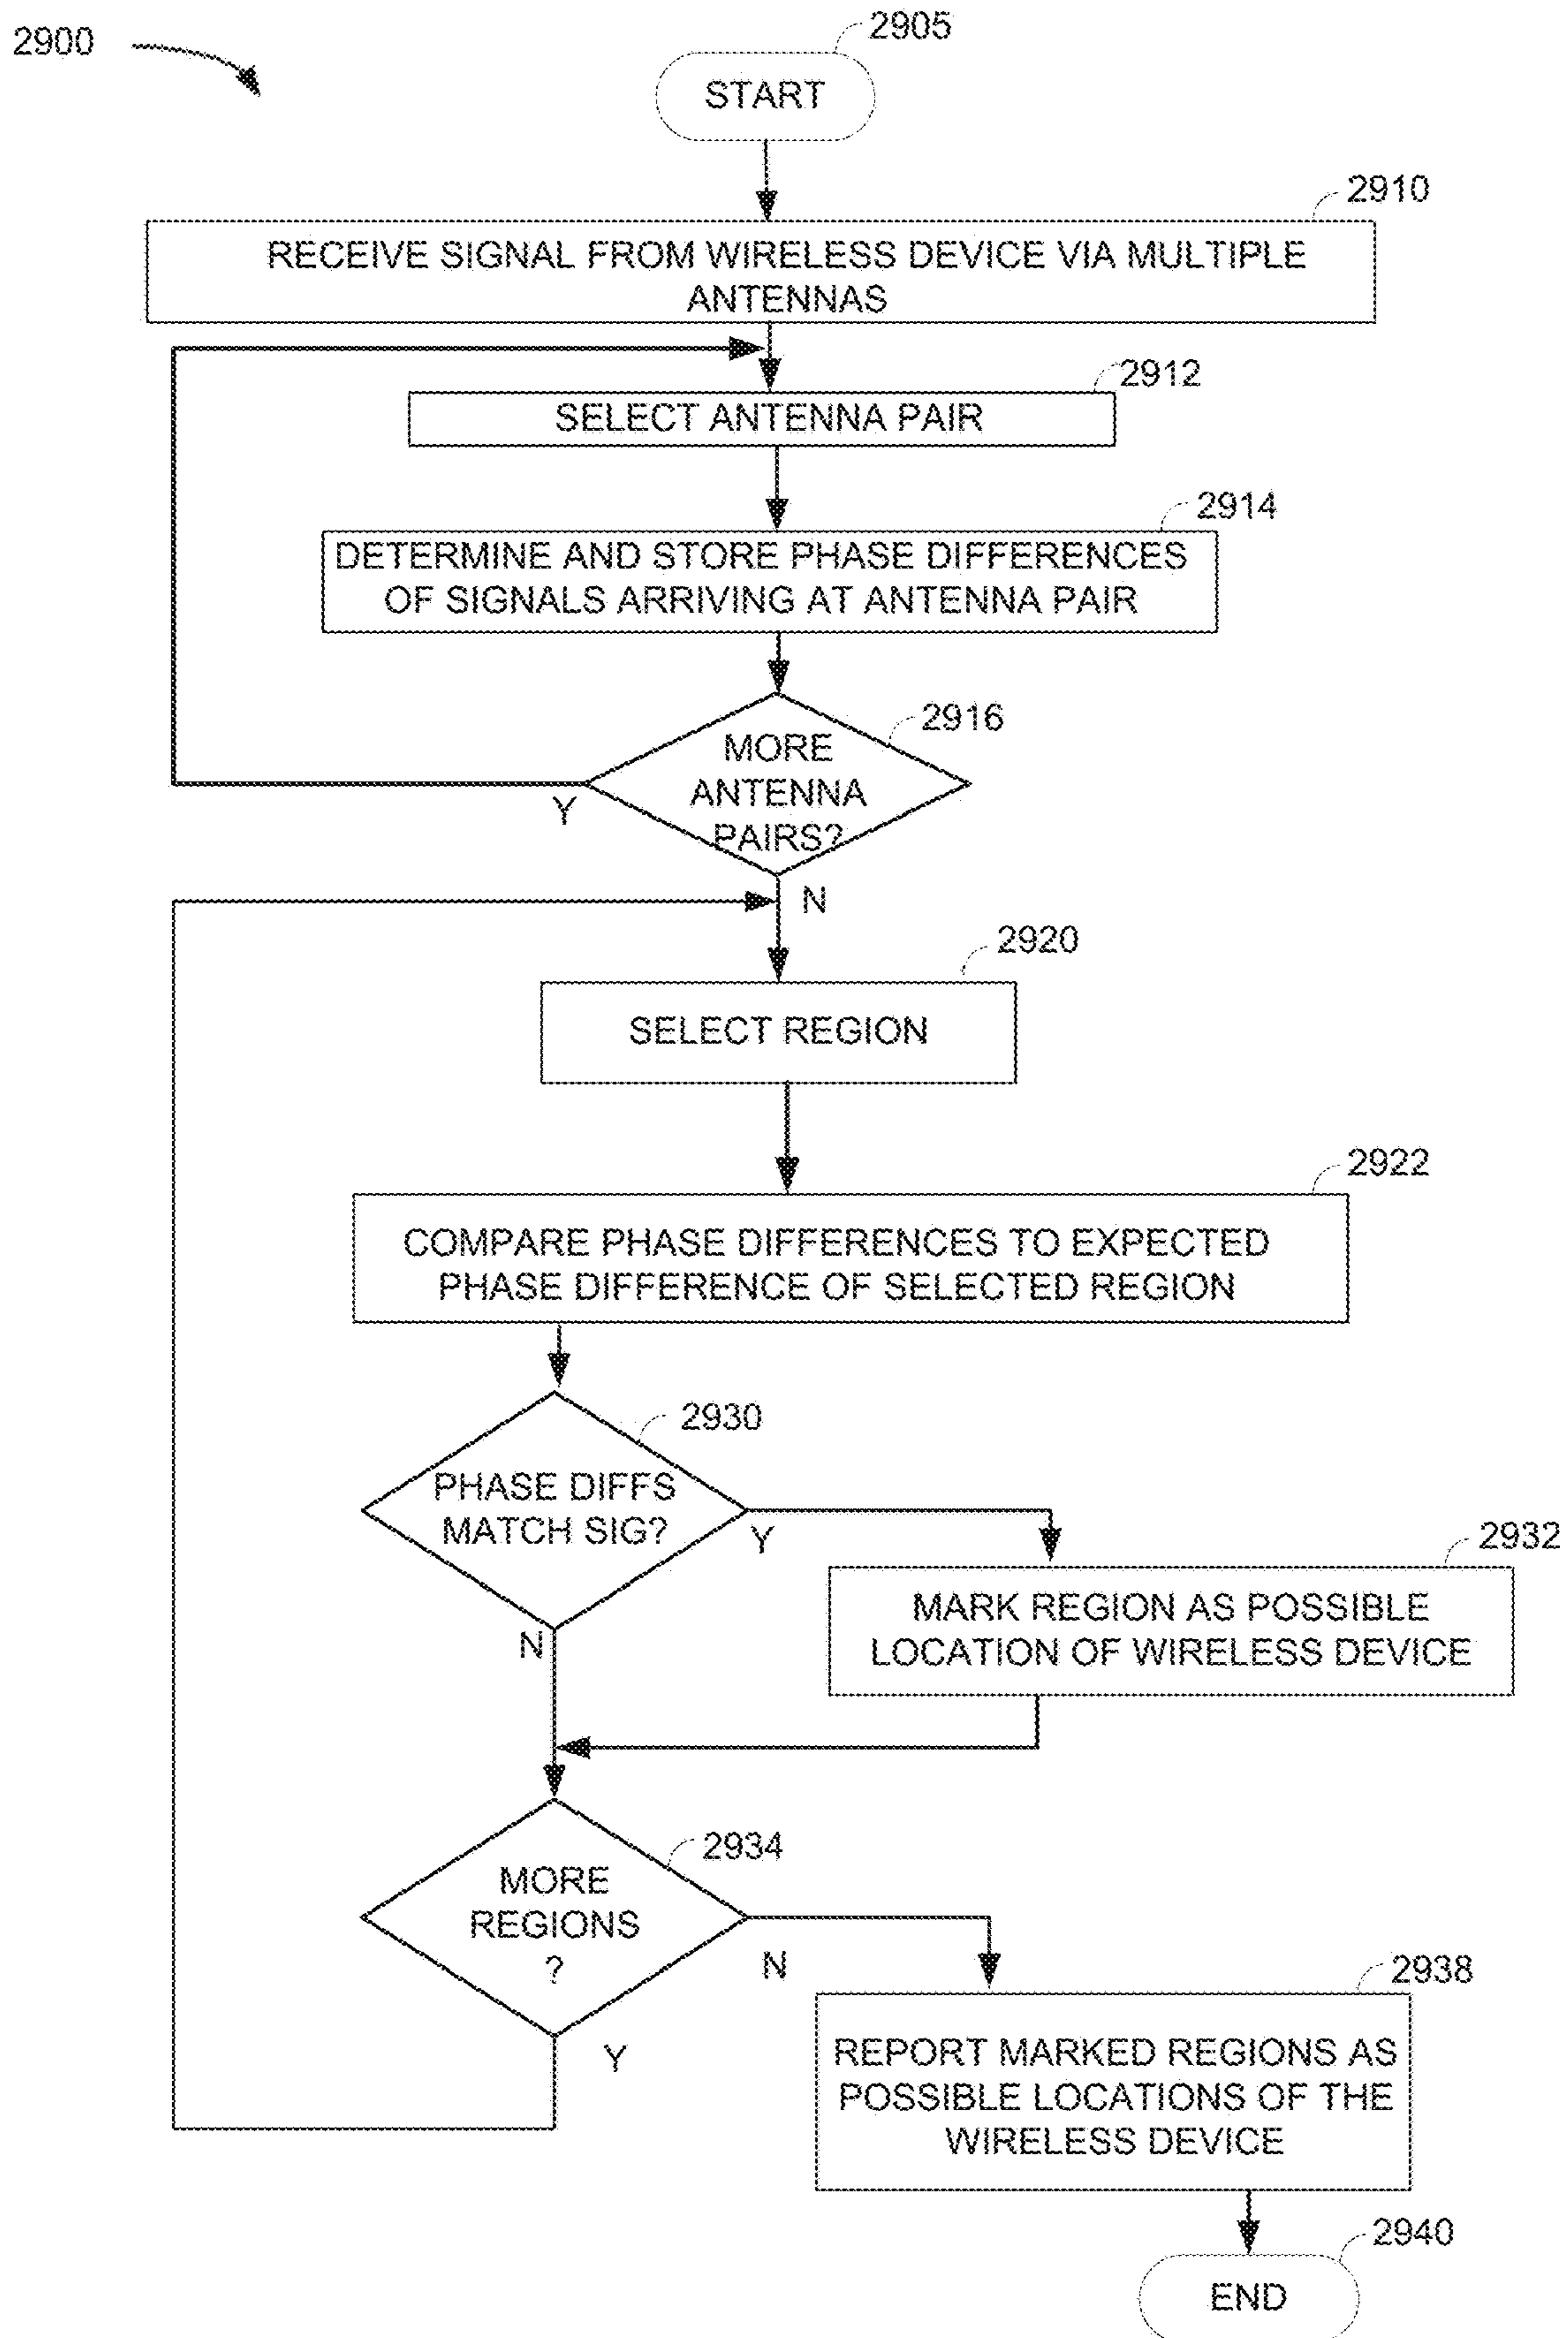 2900
2905
START
2910
RECEIVE SIGNAL FROM WIRELESS DEVICE VIA MULTIPLE
ANTENNAS
2912
SELECT ANTENNA PAIR
2914
DETERMINE AND STORE PHASE DIFFERENCES
OF SIGNALS ARRIVING AT ANTENNA PAIR
2916
MORE
ANTENNA
PAIRS?
Y
N
2920
SELECT REGION
2922
COMPARE PHASE DIFFERENCES TO EXPECTED
PHASE DIFFERENCE OF SELECTED REGION
2930
PHASE DIFFS
MATCH SIG?
Y
N
2932
MARK REGION AS POSSIBLE
LOCATION OF WIRELESS DEVICE
2934
MORE
REGIONS
?
N
Y
2938
REPORT MARKED REGIONS AS
POSSIBLE LOCATIONS OF THE
WIRELESS DEVICE
2940
END